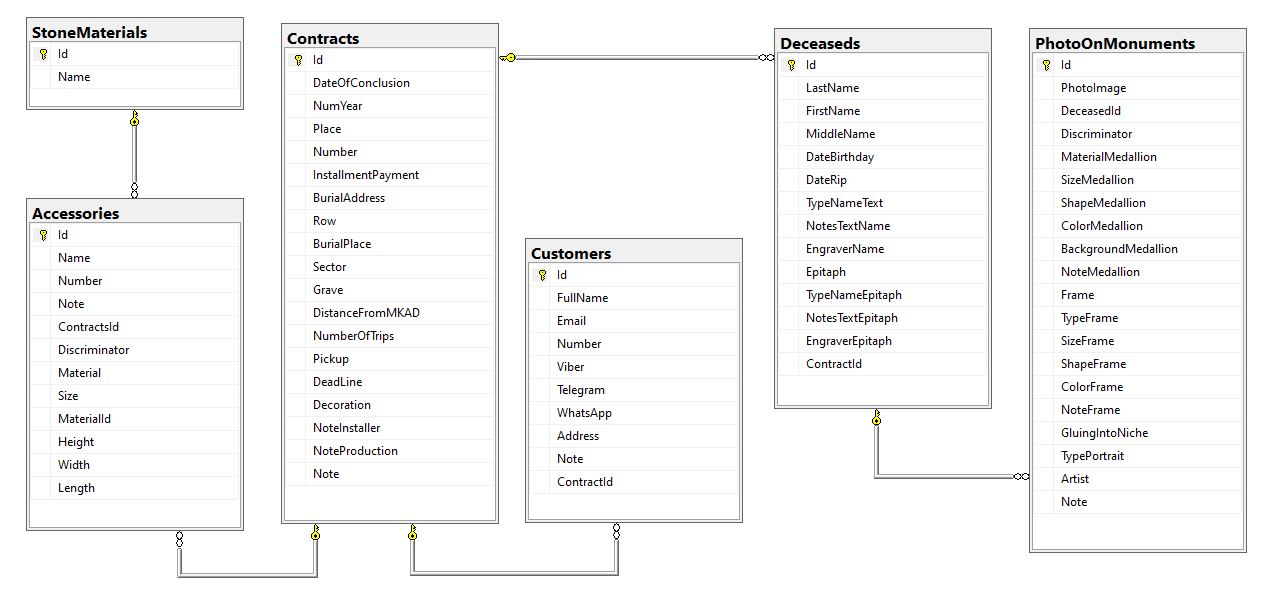 StoneMaterials
Id
Name
Accessories
Id
Name
Number
Note
ContractsId
Discriminator
Material
Size
MaterialId
Height
Width
Length
Contracts
Id
DateOfConclusion
NumYear
Place
Number
InstallmentPayment
BurialAddress
Row
BurialPlace
Sector
Grave
DistanceFromMKAD
NumberOfTrips
Pickup
DeadLine
Decoration
NoteInstaller
NoteProduction
Note
Customers
Id
FullName
Email
Number
Viber
Telegram
WhatsApp
Address
Note
ContractId
Deceaseds
Id
LastName
FirstName
MiddleName
DateBirthday
DateRip
TypeNameText
NotesTextName
EngraverName
Epitaph
TypeNameEpitaph
NotesTextEpitaph
EngraverEpitaph
ContractId
PhotoOnMonuments
Id
PhotoImage
DeceasedId
Discriminator
MaterialMedallion
SizeMedallion
ShapeMedallion
ColorMedallion
BackgroundMedallion
NoteMedallion
Frame
TypeFrame
SizeFrame
ShapeFrame
ColorFrame
NoteFrame
GluingIntoNiche
TypePortrait
Artist
Note